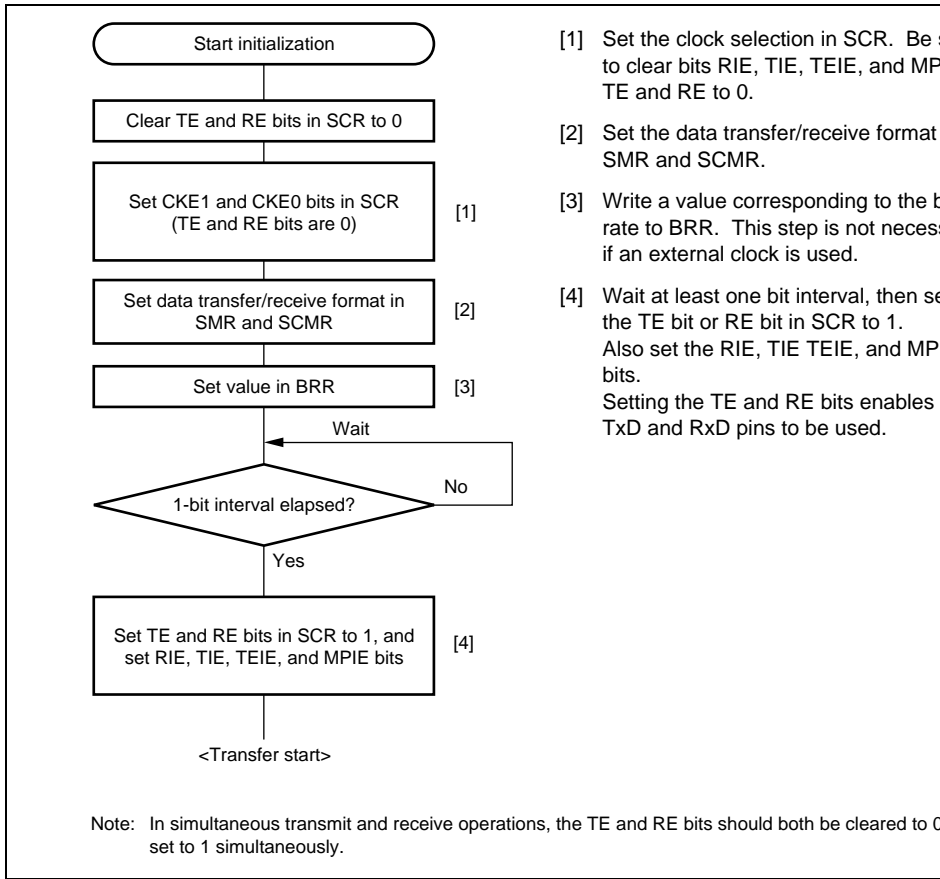 Start initialization
Clear TE and RE bits in SCR to 0
Set CKE1 and CKE0 bits in SCR
(TE and RE bits are 0)
[1]
Set data transfer/receive format in
SMR and SCMR
[2]
Set value in BRR
[3]
Wait
No
1-bit interval elapsed?
Yes
Set TE and RE bits in SCR to 1, and
set RIE, TIE, TEIE, and MPIE bits
[4]
<Transfer start>
[1] Set the clock selection in SCR. Be
to clear bits RIE, TIE, TEIE, and
TE and RE to 0.
[2] Set the data transfer/receive format
SMR and SCMR.
[3] Write a value corresponding to the
rate to BRR. This step is not
if an external clock is used.
[4] Wait at least one bit interval, then
the TE bit or RE bit in SCR to 1.
Also set the RIE, TIE TEIE, and
bits.
Setting the TE and RE bits enables
TxD and RxD pins to be used.
Note: In simultaneous transmit and receive operations, the TE and RE bits should both be cleared to
set to 1 simultaneously.